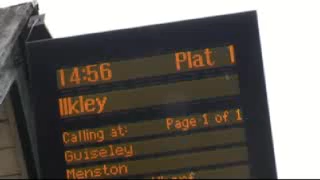 14:56 Plat 1
Ilkley
Calling at: Page 1 of 1
Guiseley
Menston